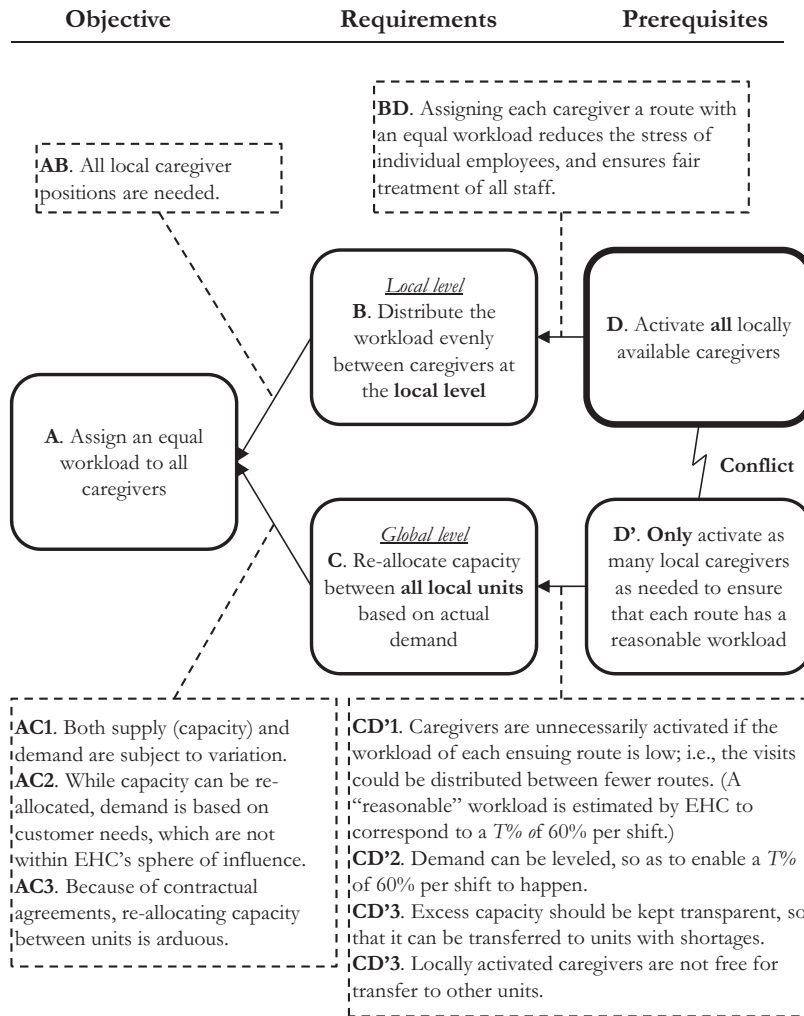 Objective Requirements Prerequisites
BD. Assigning each caregiver a route with
an equal workload reduces the stress of
individual employees, and ensures fair
treatment of all staff.
AB. All local caregiver
positions are needed.
Local level
B. Distribute the
workload evenly
between caregivers at
the local level
D. Activate all locally
available caregivers
A. Assign an equal
workload to all
caregivers
Conflict
Global level
C. Re-allocate capacity
between all local units
based on actual
demand
D'. Only activate as
many local caregivers
as needed to ensure
that each route has a
reasonable workload
AC1. Both supply (capacity) and
demand are subject to variation.
AC2. While capacity can be re-
allocated, demand is based on
customer needs, which are not
within EHC's sphere of influence.
AC3. Because of contractual
agreements, re-allocating capacity
between units is arduous.
CD'1. Caregivers are unnecessarily activated if the
workload of each ensuing route is low; i.e., the visits
could be distributed between fewer routes. (A
“reasonable” workload is estimated by EHC to
correspond to a T% of 60% per shift.)
CD'2. Demand can be leveled, so as to enable a T%
of 60% per shift to happen.
CD'3. Excess capacity should be kept transparent, so
that it can be transferred to units with shortages.
CD'3. Locally activated caregivers are not free for
transfer to other units.